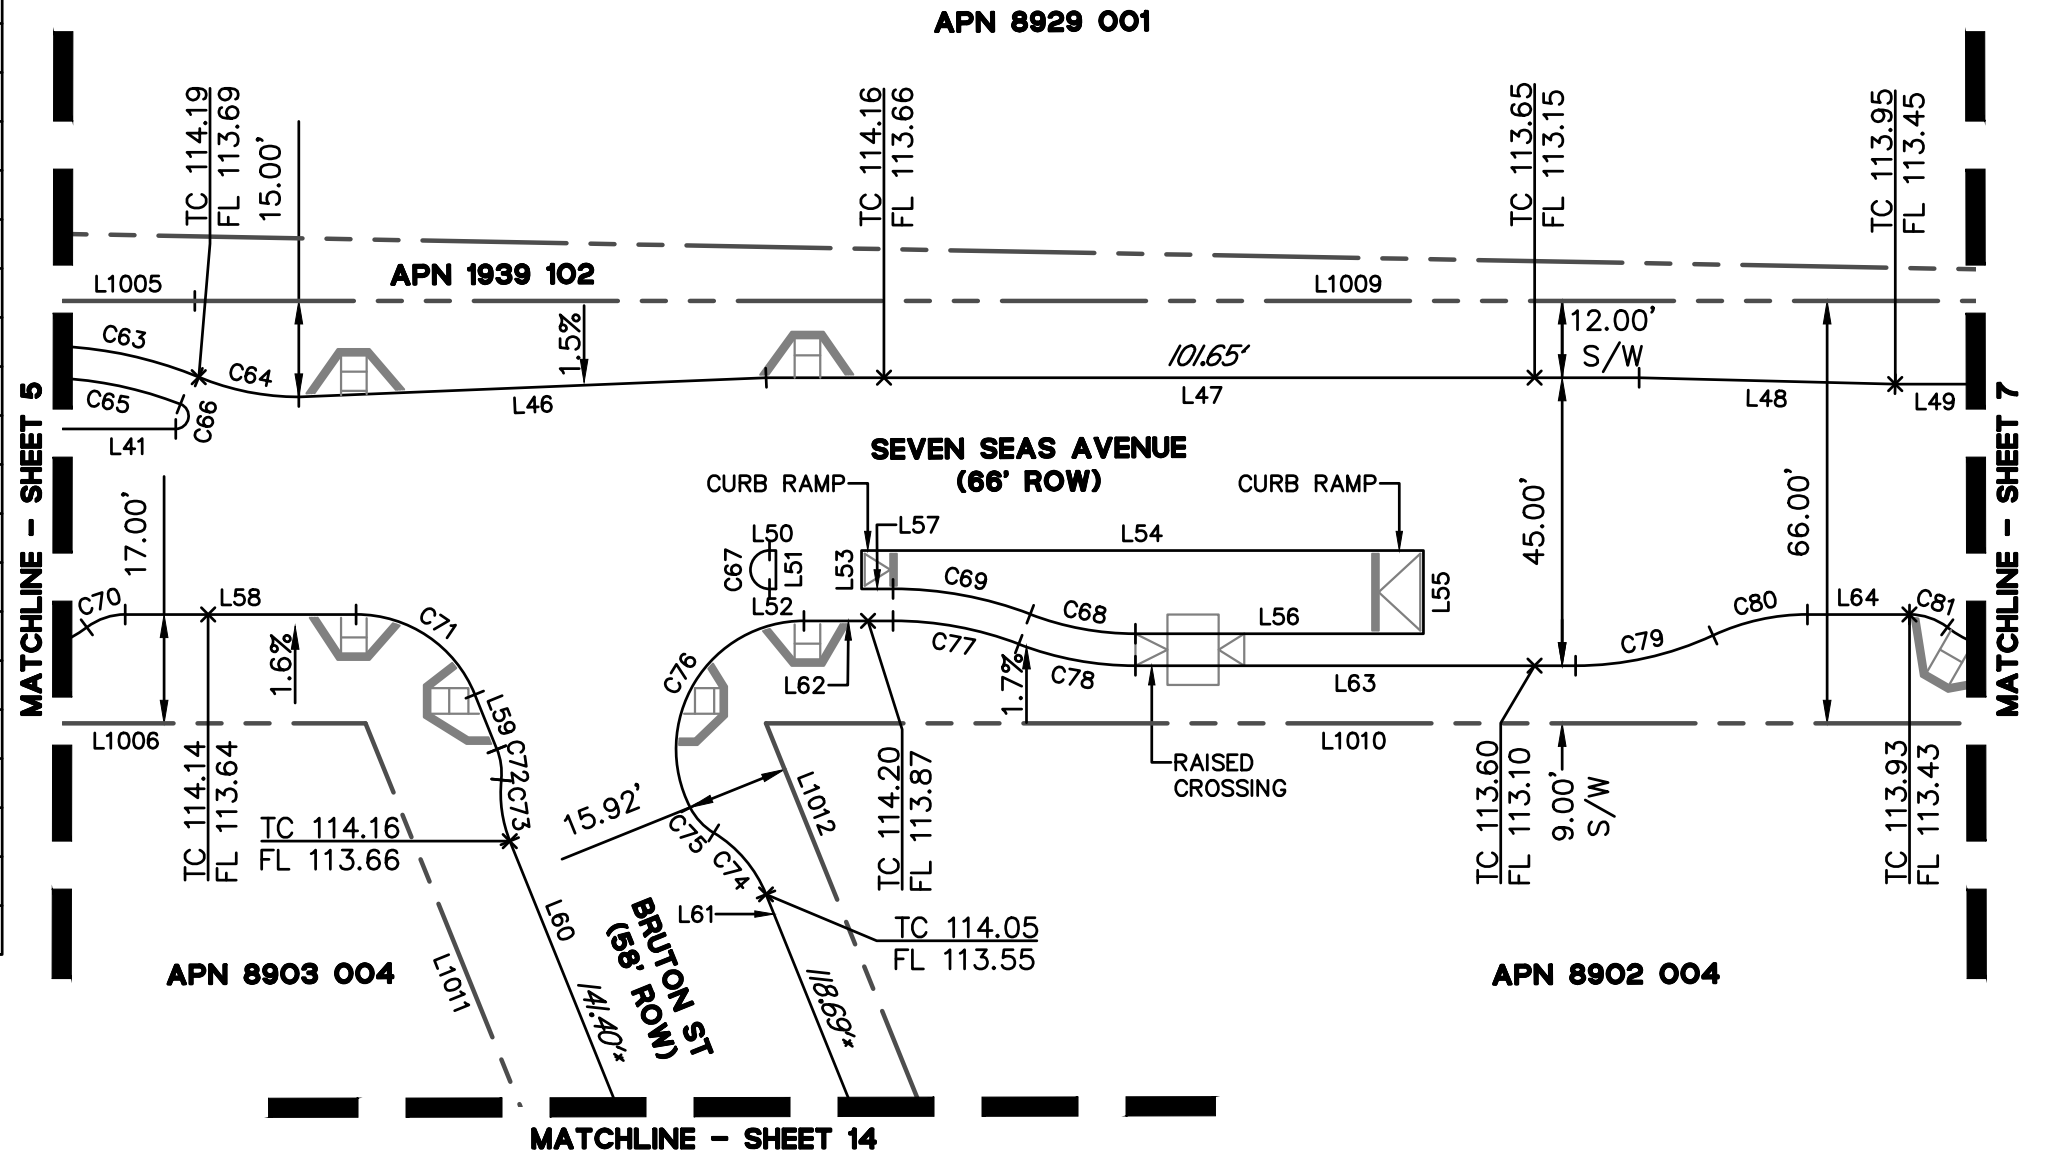 APN 8929 001
TC 114.19
FL 113.69
15.00'
TC 114.16
FL 113.66
TC 113.65
FL 113.15
TC 113.95
FL 113.45
L1005
APN 1939 102
L1009
C63
C64
1.5%
101.65'
12.00'
S/W
C65
C66
L41
L46
L47
L48
L49
MATCHLINE - SHEET 5
MATCHLINE - SHEET 7
SEVEN SEAS AVENUE
(66' ROW)
CURB RAMP
CURB RAMP
17.00'
L50
C67
L51
L57
L53
L54
L55
45.00'
66.00'
C70
L58
C71
L52
C69
C68
L56
C80
L64
C81
1.6%
C76
L62
C77
1.7%
C78
L63
C79
L59
L1006
C72
C73
L1010
RAISED
CROSSING
TC 114.14
FL 113.64
TC 114.16
FL 113.66
15.92'
L1012
C75
C74
TC 114.20
FL 113.87
TC 113.60
FL 113.10
9.00'
S/W
TC 113.93
FL 113.43
L60
L61
BRUTON ST
(58' ROW)
TC 114.05
FL 113.55
APN 8903 004
L1011
141.40'*
118.69'*
APN 8902 004
MATCHLINE - SHEET 14